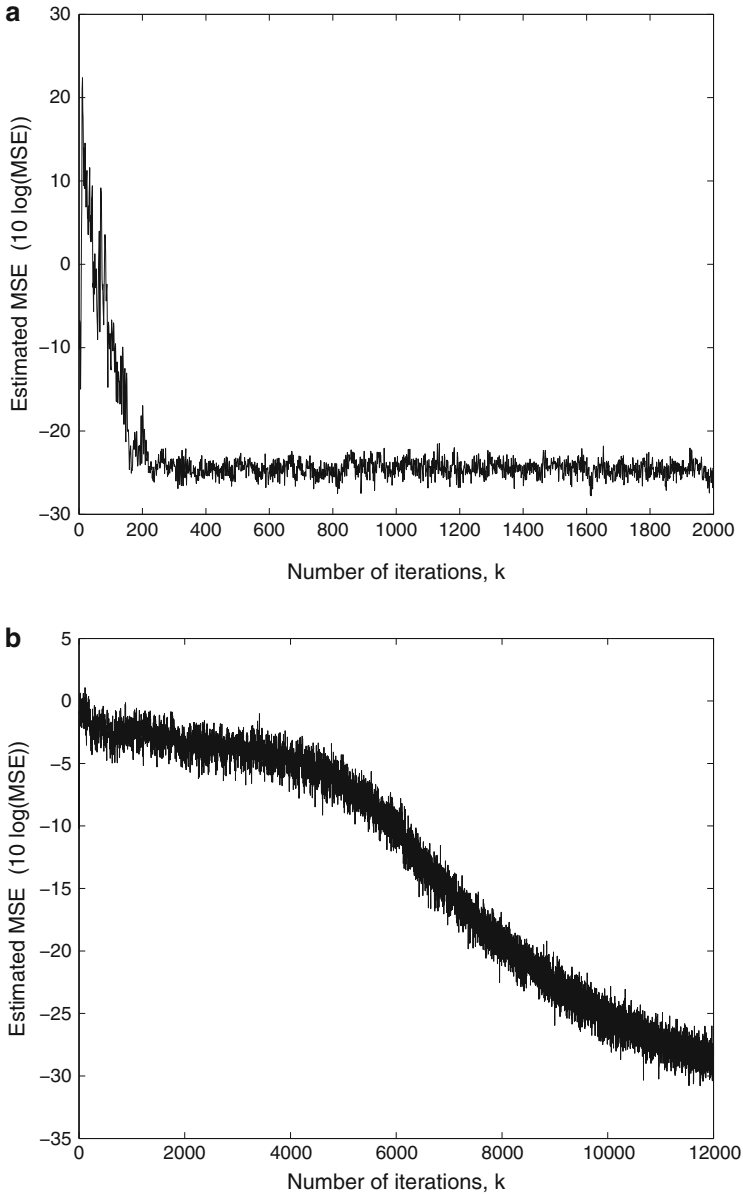 a
30
20
10
0
−10
−20
−30
Estimated MSE (10 log(MSE))
0 200 400 600 800 1000 1200 1400 1600 1800 2000
Number of iterations, k
b
5
0
−5
−10
−15
−20
−25
−30
−35
Estimated MSE (10 log(MSE))
0 2000 4000 6000 8000 10000 12000
Number of iterations, k